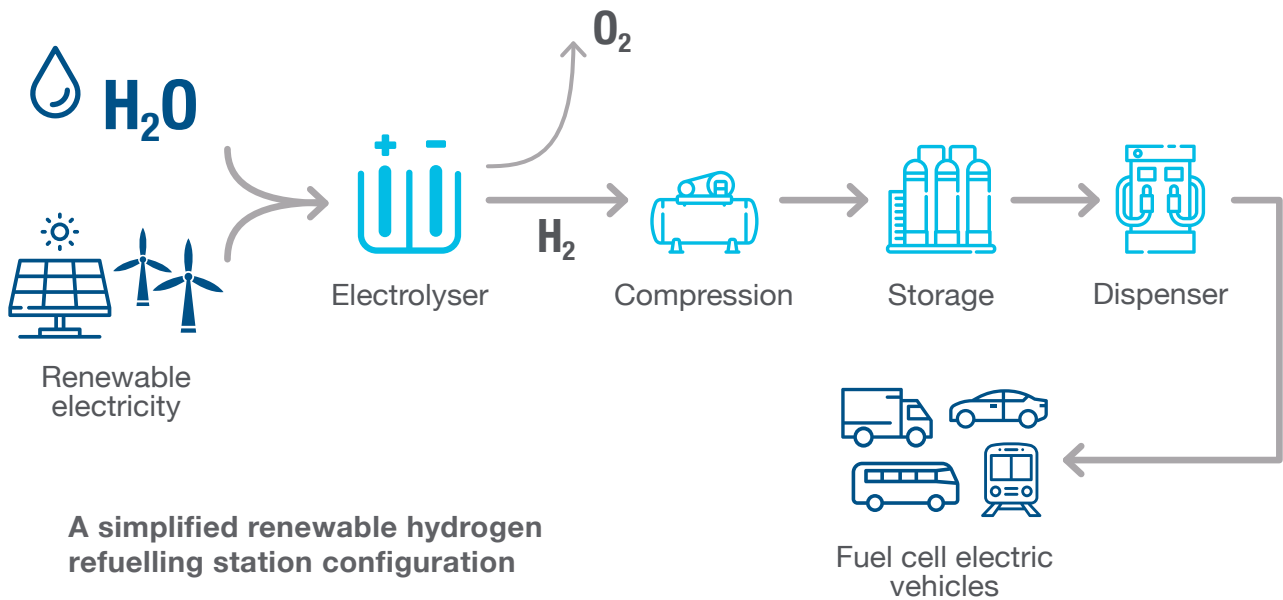 O₂
H₂O
+ -
H₂
Electrolyser
Compression
Storage
Dispenser
Renewable
electricity
A simplified renewable hydrogen
refuelling station configuration
Fuel cell electric
vehicles